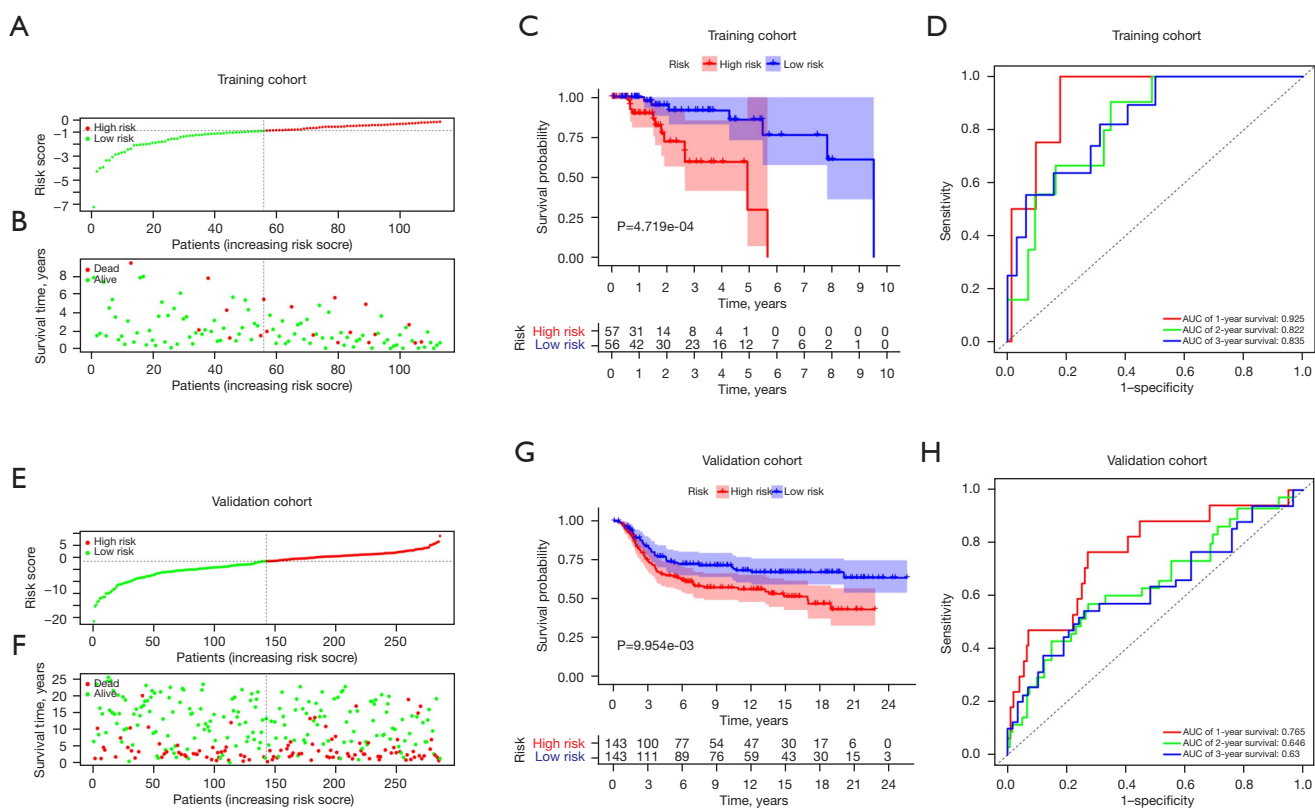 A
Training cohort
High risk
Low risk
Risk score
0
−1
−3
−5
−7
0 20 40 60 80 100
Patients (increasing risk socre)
B
Dead
Alive
Survival time, years
8
6
4
2
0
0 20 40 60 80 100
Patients (increasing risk socre)
C
Training cohort
Risk High risk Low risk
Survival probability
1.00
0.75
0.50
0.25
0.00
P=4.719e-04
0 1 2 3 4 5 6 7 8 9 10
Time, years
Risk
High risk 57 31 14 8 4 1 0 0 0 0 0
Low risk 56 42 30 23 16 12 7 6 2 1 0
0 1 2 3 4 5 6 7 8 9 10
Time, years
D
Training cohort
Sensitivity
1.0
0.8
0.6
0.4
0.2
0.0
AUC of 1-year survival: 0.925
AUC of 2-year survival: 0.822
AUC of 3-year survival: 0.835
0.0 0.2 0.4 0.6 0.8 1.0
1–specificity
E
Validation cohort
High risk
Low risk
Risk score
5
0
−10
−20
0 50 100 150 200 250
Patients (increasing risk socre)
F
Dead
Alive
Survival time, years
25
20
15
10
5
0
0 50 100 150 200 250
Patients (increasing risk socre)
G
Validation cohort
Risk High risk Low risk
Survival probability
1.00
0.75
0.50
0.25
0.00
P=9.954e-03
0 3 6 9 12 15 18 21 24
Time, years
Risk
High risk 143 100 77 54 47 30 17 6 0
Low risk 143 111 89 76 59 43 30 15 3
0 3 6 9 12 15 18 21 24
Time, years
H
Validation cohort
Sensitivity
1.0
0.8
0.6
0.4
0.2
0.0
AUC of 1-year survival: 0.765
AUC of 2-year survival: 0.646
AUC of 3-year survival: 0.63
0.0 0.2 0.4 0.6 0.8 1.0
1–specificity